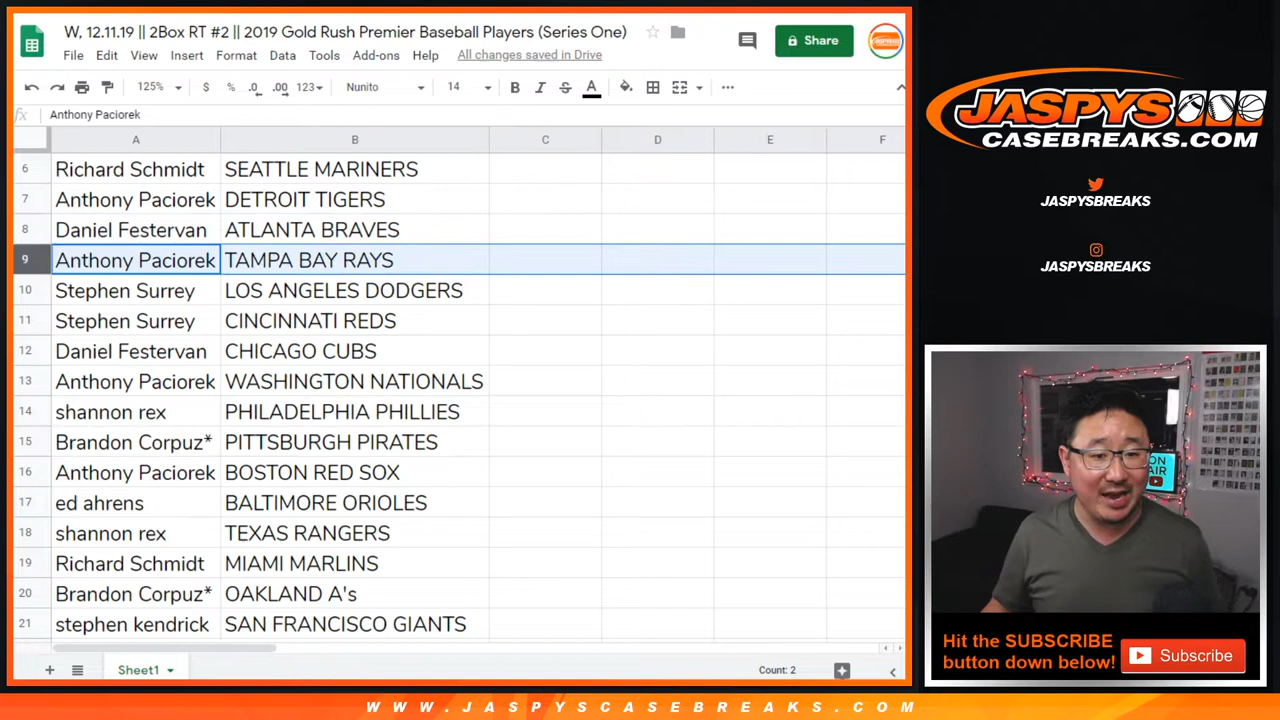 W, 12.11.19 || 2Box RT #2 || 2019 Gold Rush Premier Baseball Players (Series One)
File Edit View Insert Format Data Tools Add-ons Help All changes saved in Drive
Share
125% $ % .0 .00 123 Nunito 14 B I S A
fx Anthony Paciorek
A B C D E F
6 Richard Schmidt SEATTLE MARINERS
7 Anthony Paciorek DETROIT TIGERS
8 Daniel Festervan ATLANTA BRAVES
9 Anthony Paciorek TAMPA BAY RAYS
10 Stephen Surrey LOS ANGELES DODGERS
11 Stephen Surrey CINCINNATI REDS
12 Daniel Festervan CHICAGO CUBS
13 Anthony Paciorek WASHINGTON NATIONALS
14 shannon rex PHILADELPHIA PHILLIES
15 Brandon Corpuz* PITTSBURGH PIRATES
16 Anthony Paciorek BOSTON RED SOX
17 ed ahrens BALTIMORE ORIOLES
18 shannon rex TEXAS RANGERS
19 Richard Schmidt MIAMI MARLINS
20 Brandon Corpuz* OAKLAND A's
21 stephen kendrick SAN FRANCISCO GIANTS
Sheet1
Count: 2
JASPYS
CASEBREAKS.COM
JASPYSBREAKS
JASPYSBREAKS
ON
AIR
Hit the SUBSCRIBE
button down below!
Subscribe
WWW.JASPYSCASEBREAKS.COM